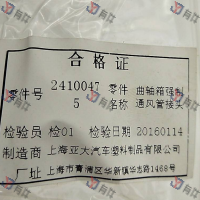 合格证
零件号 2410047 零件 曲轴箱强制
5 名称 通风管接头
检验员 检01 检验日期 20160114
制造商 上海亚大汽车塑料制品有限公司
厂址 上海市青浦区华新镇华志路1468号